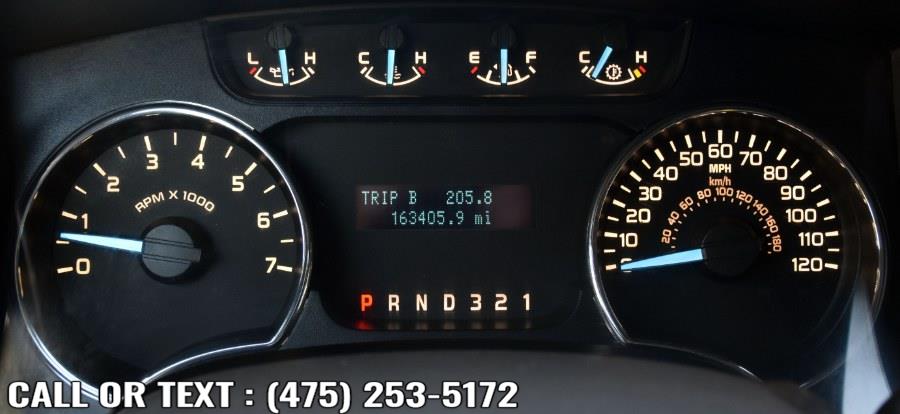 L H C H E F C H
0 1 2 3 4 5 6 7
RPM X 1000
TRIP B 205.8
163405.9 mi
P R N D 3 2 1
0 10 20 30 40 50 60 70 80 90 100 110 120
MPH
km/h
20 40 60 80 100 120 140 160 180
CALL OR TEXT : (475) 253-5172